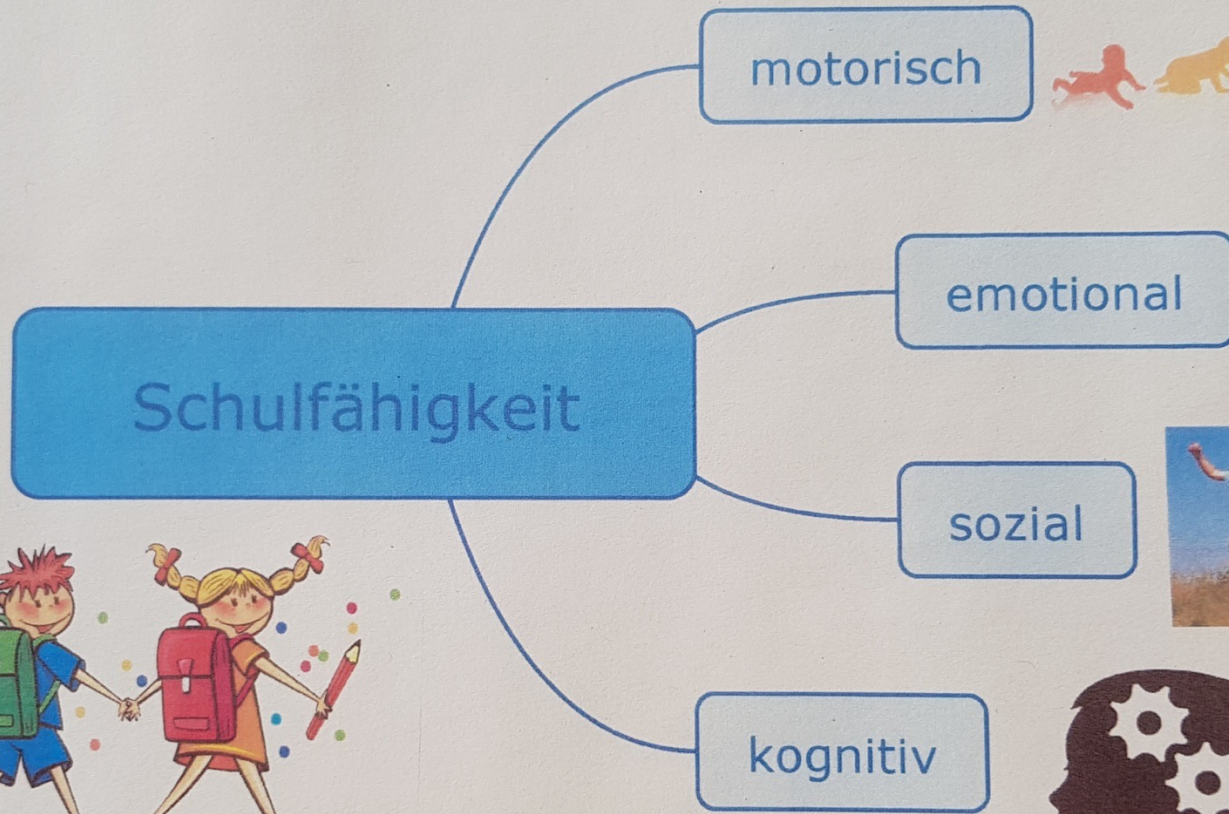 motorisch
emotional
Schulfähigkeit
sozial
kognitiv